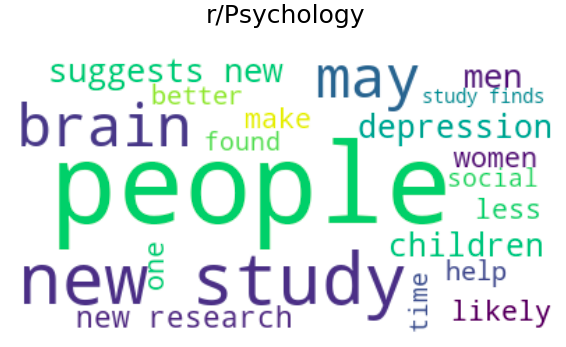 r/Psychology
suggests new
may
men
better
study finds
brain
make
depression
found
people
women
social
less
children
one
new study
help
time
likely
new research